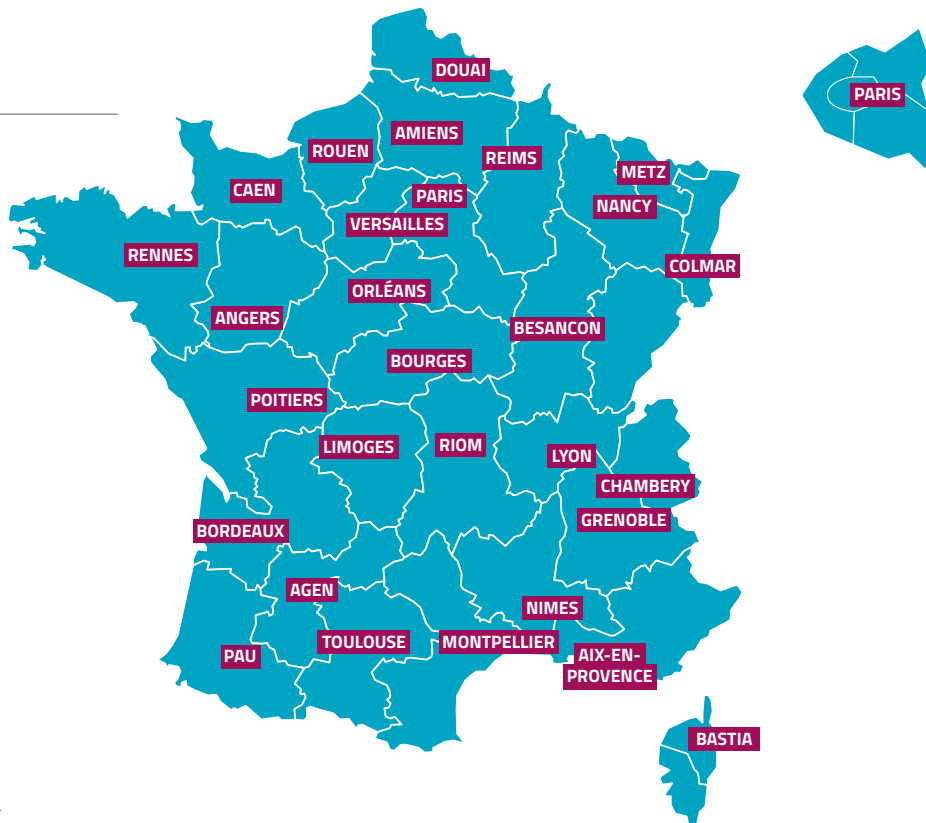 DOUAI
PARIS
AMIENS
ROUEN
REIMS
METZ
CAEN
PARIS
NANCY
VERSAILLES
RENNES
COLMAR
ORLÉANS
ANGERS
BESANCON
BOURGES
POITIERS
LIMOGES
RIOM
LYON
CHAMBERY
GRENOBLE
BORDEAUX
AGEN
NIMES
TOULOUSE
MONTPELLIER
PAU
AIX-EN-
PROVENCE
BASTIA